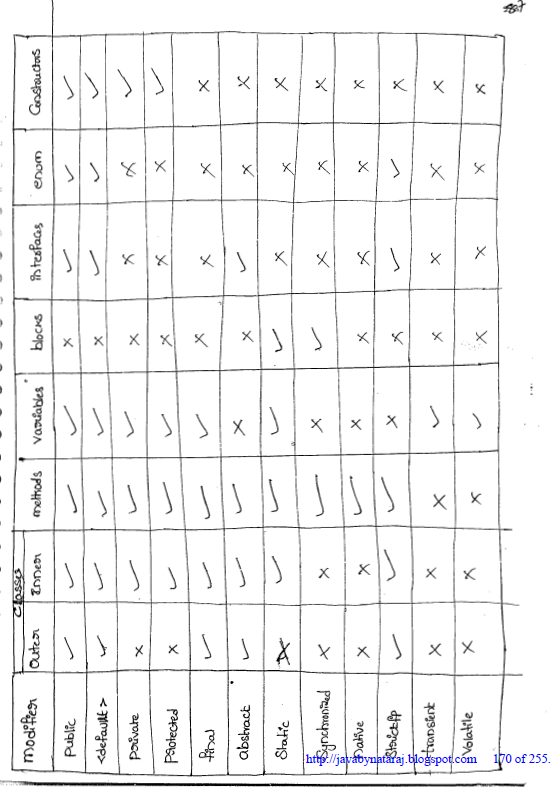 Classes
Modifier Outer Inner methods variables blocks interfaces enum Constructors
Public ✓ ✓ ✓ ✓ × ✓ ✓ ✓
<default> ✓ ✓ ✓ ✓ × ✓ ✓ ✓
private × ✓ ✓ ✓ × × × ✓
protected × ✓ ✓ ✓ × × × ✓
final ✓ ✓ ✓ ✓ × × × ×
abstract ✓ ✓ ✓ × × ✓ × ×
Static × ✓ ✓ ✓ ✓ × × ×
Synchronized × × ✓ × ✓ × × ×
native × × ✓ × × × × ×
Strictfp ✓ ✓ ✓ × × ✓ ✓ ×
transient × × × ✓ × × × ×
Volatile × × × ✓ × × × ×
http://javabynataraj.blogspot.com 170 of 255.